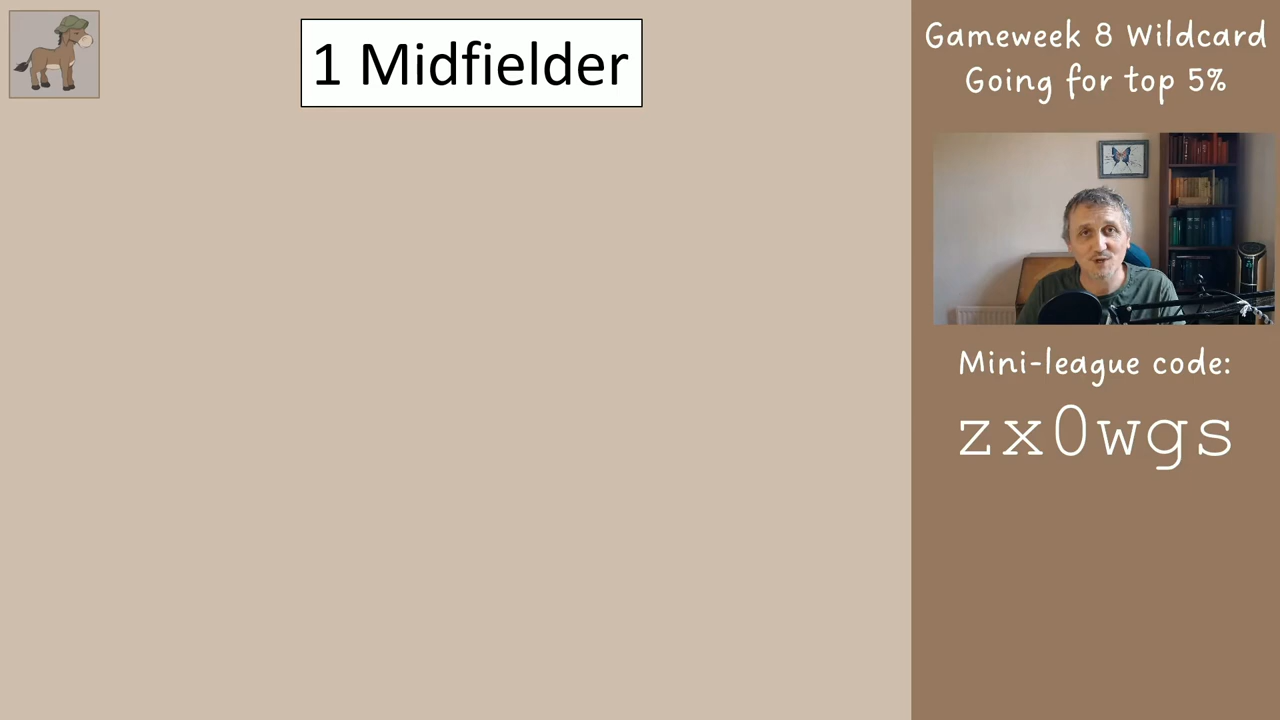 1 Midfielder
Gameweek 8 Wildcard
Going for top 5%
Mini-league code:
zx0wgs